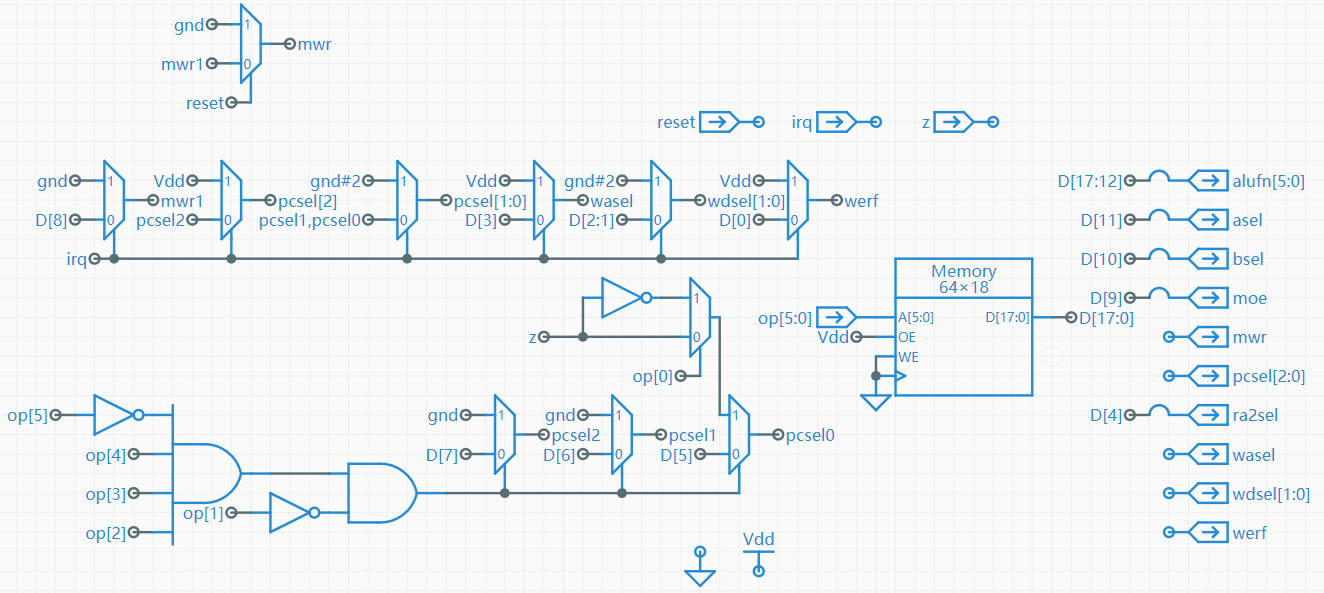 gnd 1 mwr
mwr1 0
reset
reset irq z
gnd 1 Vdd 1 gnd#2 1 Vdd 1 gnd#2 1 Vdd 1 D[17:12] alufn[5:0]
mwr1 pcsel[2] pcsel[1:0] wasel wdsel[1:0] werf
D[8] 0 pcsel2 0 pcsel1,pcsel0 0 D[3] 0 D[2:1] 0 D[0] 0 D[11] asel
irq D[10] bsel
Memory
64×18
1 D[9] moe
op[5:0] A[5:0] D[17:0] D[17:0]
z 0 Vdd OE mwr
WE
op[0] pcsel[2:0]
op[5] gnd 1 gnd 1 1 D[4] ra2sel
pcsel2 pcsel1 pcsel0
op[4] D[7] 0 D[6] 0 D[5] 0 wasel
op[3] wdsel[1:0]
op[1]
op[2] werf
Vdd